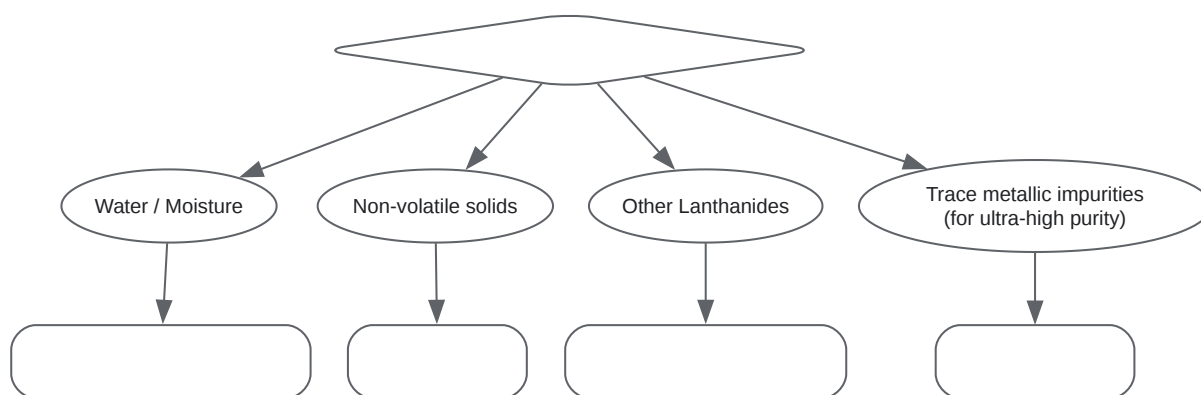 Water / Moisture
Non-volatile solids
Other Lanthanides
Trace metallic impurities
(for ultra-high purity)